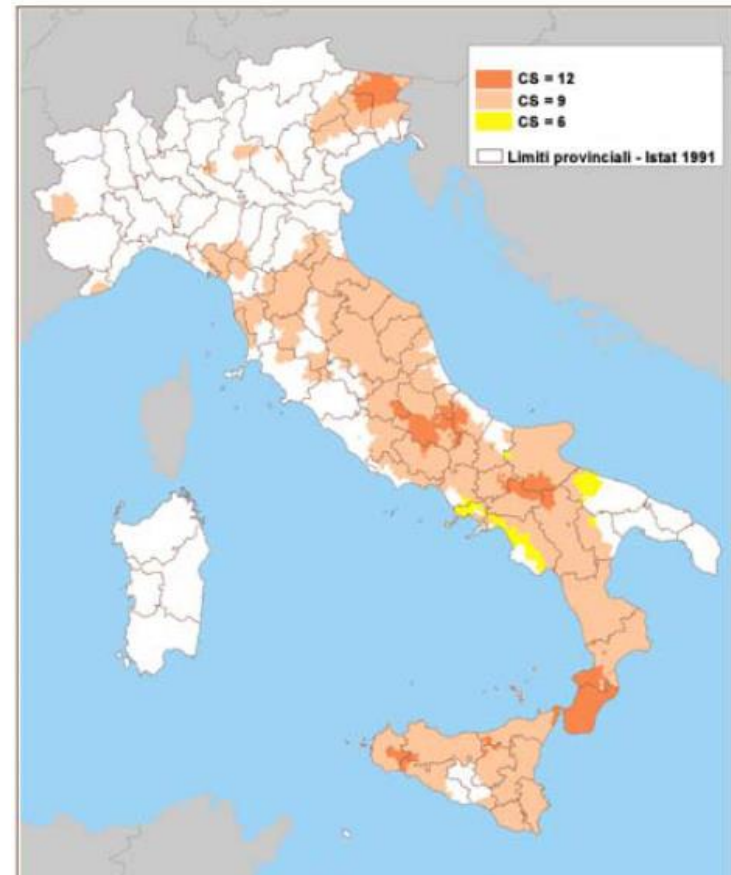 CS = 12
CS = 9
CS = 6
Limiti provinciali - Istat 1991